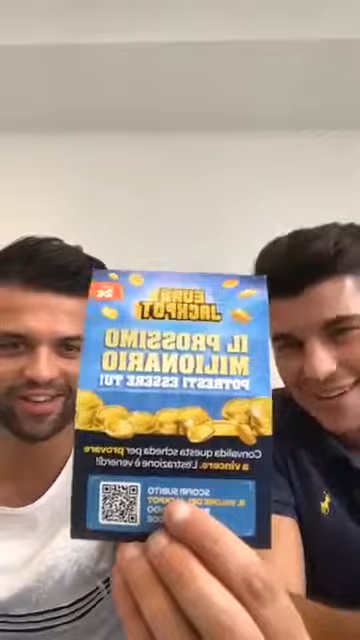 2€
EURO
JACKPOT
IL PROSSIMO
MILIONARIO
POTRESTI ESSERE TU!
Convalida questa scheda per provare
a vincere. L'estrazione è venerdì!
SCOPRI SUBITO
IL VALORE DEL JACKPOT